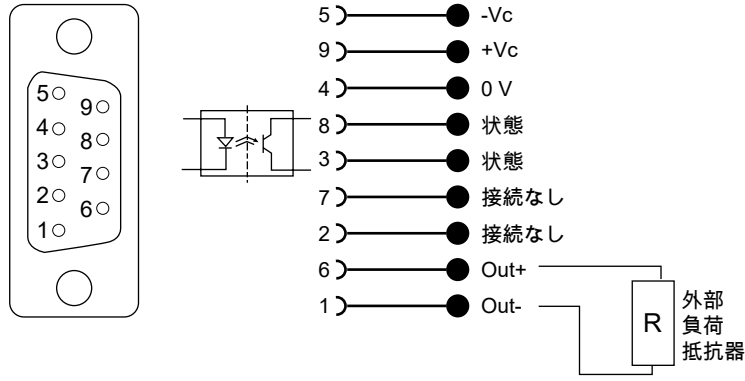 5
9
4
8
3
7
2
6
1
5 -Vc
9 +Vc
4 0 V
8 状態
3 状態
7 接続なし
2 接続なし
6 Out+
1 Out-
R
外部
負荷
抵抗器